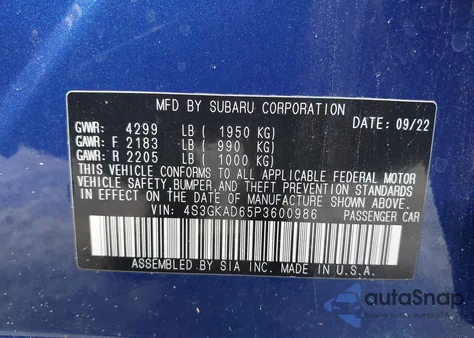 MFD BY SUBARU CORPORATION DATE: 09/22
GVWR: 4299 LB ( 1950 KG)
GAWR: F 2183 LB ( 990 KG)
GAWR: R 2205 LB ( 1000 KG)
THIS VEHICLE CONFORMS TO ALL APPLICABLE FEDERAL MOTOR
VEHICLE SAFETY, BUMPER, AND THEFT PREVENTION STANDARDS
IN EFFECT ON THE DATE OF MANUFACTURE SHOWN ABOVE.
VIN: 4S3GKAD65P3600986 PASSENGER CAR
ASSEMBLED BY SIA INC. MADE IN U.S.A.
autoSnap